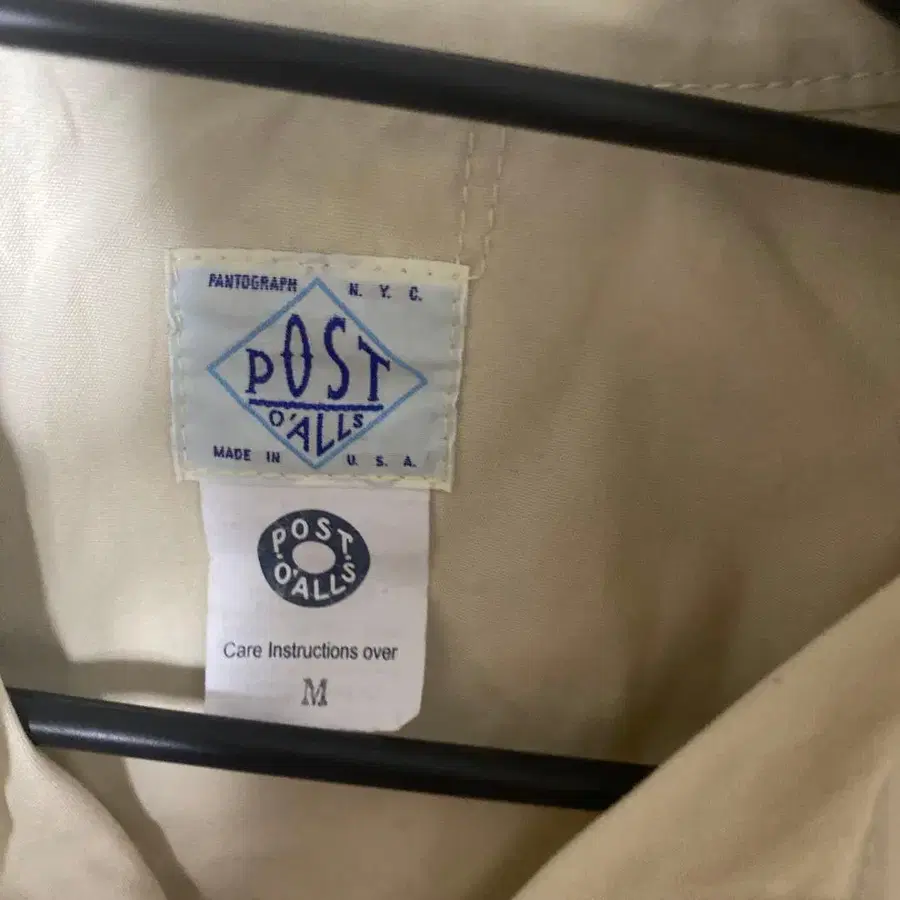 PANTOGRAPH N. Y. C.
POST
O'ALLS
MADE IN U. S. A.
POST
O'ALLS
Care Instructions over
M